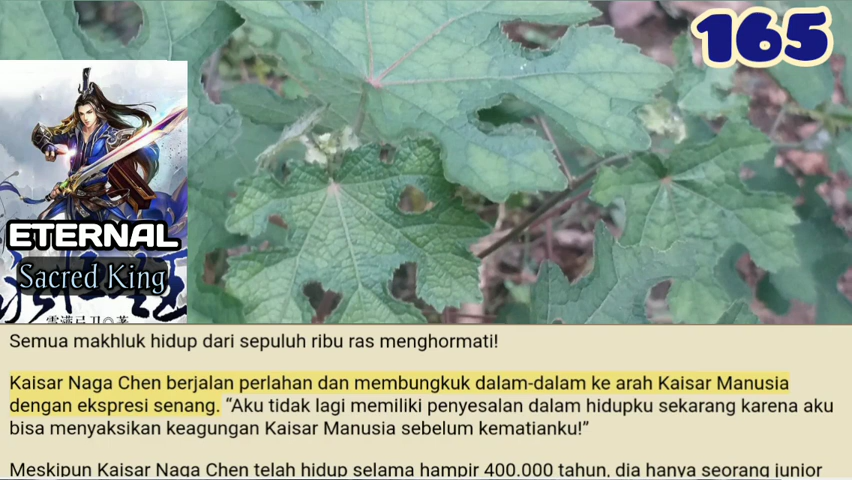 165
ETERNAL
Sacred King
Semua makhluk hidup dari sepuluh ribu ras menghormati!
Kaisar Naga Chen berjalan perlahan dan membungkuk dalam-dalam ke arah Kaisar Manusia
dengan ekspresi senang. “Aku tidak lagi memiliki penyesalan dalam hidupku sekarang karena aku
bisa menyaksikan keagungan Kaisar Manusia sebelum kematianku!”
Meskipun Kaisar Naga Chen telah hidup selama hampir 400.000 tahun, dia hanya seorang junior